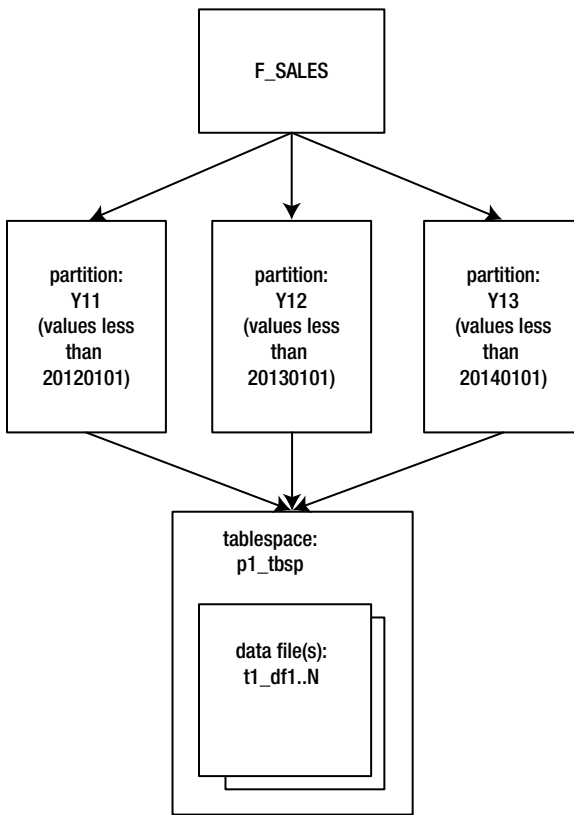 F_SALES
partition:
Y11
(values less
than
20120101)
partition:
Y12
(values less
than
20130101)
partition:
Y13
(values less
than
20140101)
tablespace:
p1_tbsp
data file(s):
t1_df1..N